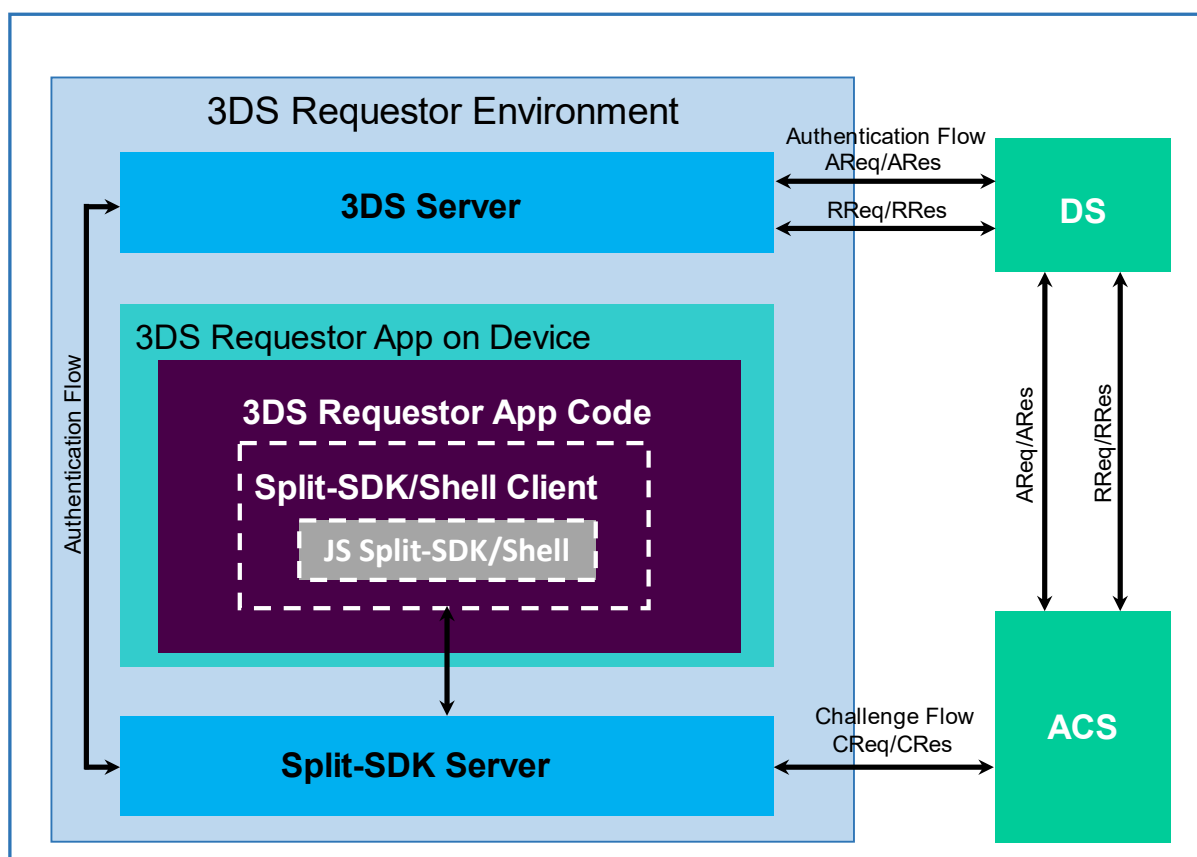 3DS Requestor Environment
Authentication Flow
AReq/ARes
3DS Server
RReq/RRes
DS
3DS Requestor App on Device
3DS Requestor App Code
Split-SDK/Shell Client
JS Split-SDK/Shell
Authentication Flow
AReq/ARes
RReq/RRes
Challenge Flow
CReq/CRes
Split-SDK Server
ACS